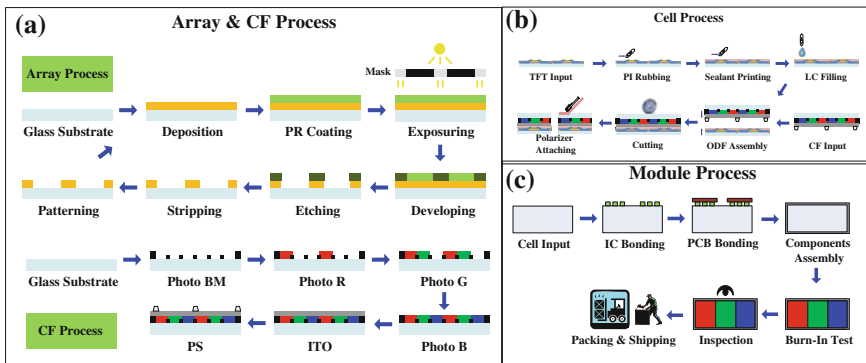 (a)
Array & CF Process
Array Process
Mask
Glass Substrate
Deposition
PR Coating
Exposuring
Patterning
Stripping
Etching
Developing
Glass Substrate
Photo BM
Photo R
Photo G
CF Process
PS
ITO
Photo B
(b)
Cell Process
TFT Input
PI Rubbing
Sealant Printing
LC Filling
Polarizer
Attaching
Cutting
ODF Assembly
CF Input
(c)
Module Process
Cell Input
IC Bonding
PCB Bonding
Components
Assembly
Packing & Shipping
Inspection
Burn-In Test